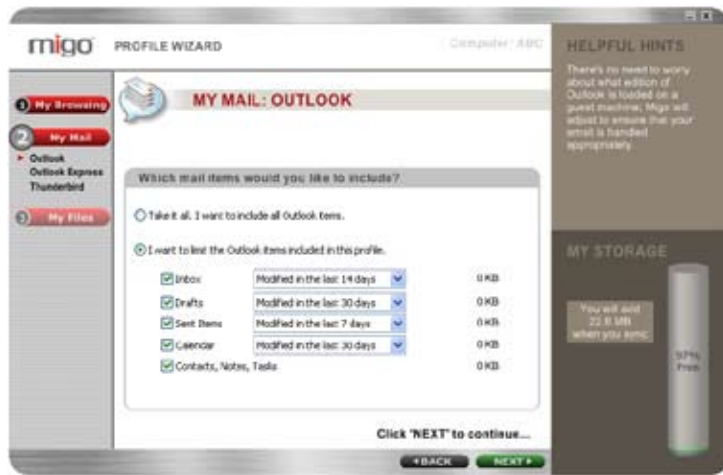 migo
PROFILE WIZARD
Computer: ABC
HELPFUL HINTS
There's no need to worry
about what edition of
Outlook is loaded on a
guest machine; Migo will
adjust to ensure that your
email is handled
appropriately.
1 My Browsing
2 My Mail
Outlook
Outlook Express
Thunderbird
3 My Files
MY MAIL: OUTLOOK
Which mail items would you like to include?
Take it all. I want to include all Outlook items.
I want to limit the Outlook items included in this profile.
Inbox Modified in the last 14 days 0 KB
Drafts Modified in the last 30 days 0 KB
Sent Items Modified in the last 7 days 0 KB
Calendar Modified in the last 30 days 0 KB
Contacts, Notes, Tasks 0 KB
Click "NEXT" to continue...
BACK
NEXT
MY STORAGE
You will add
MB
when you sync
97%
Free